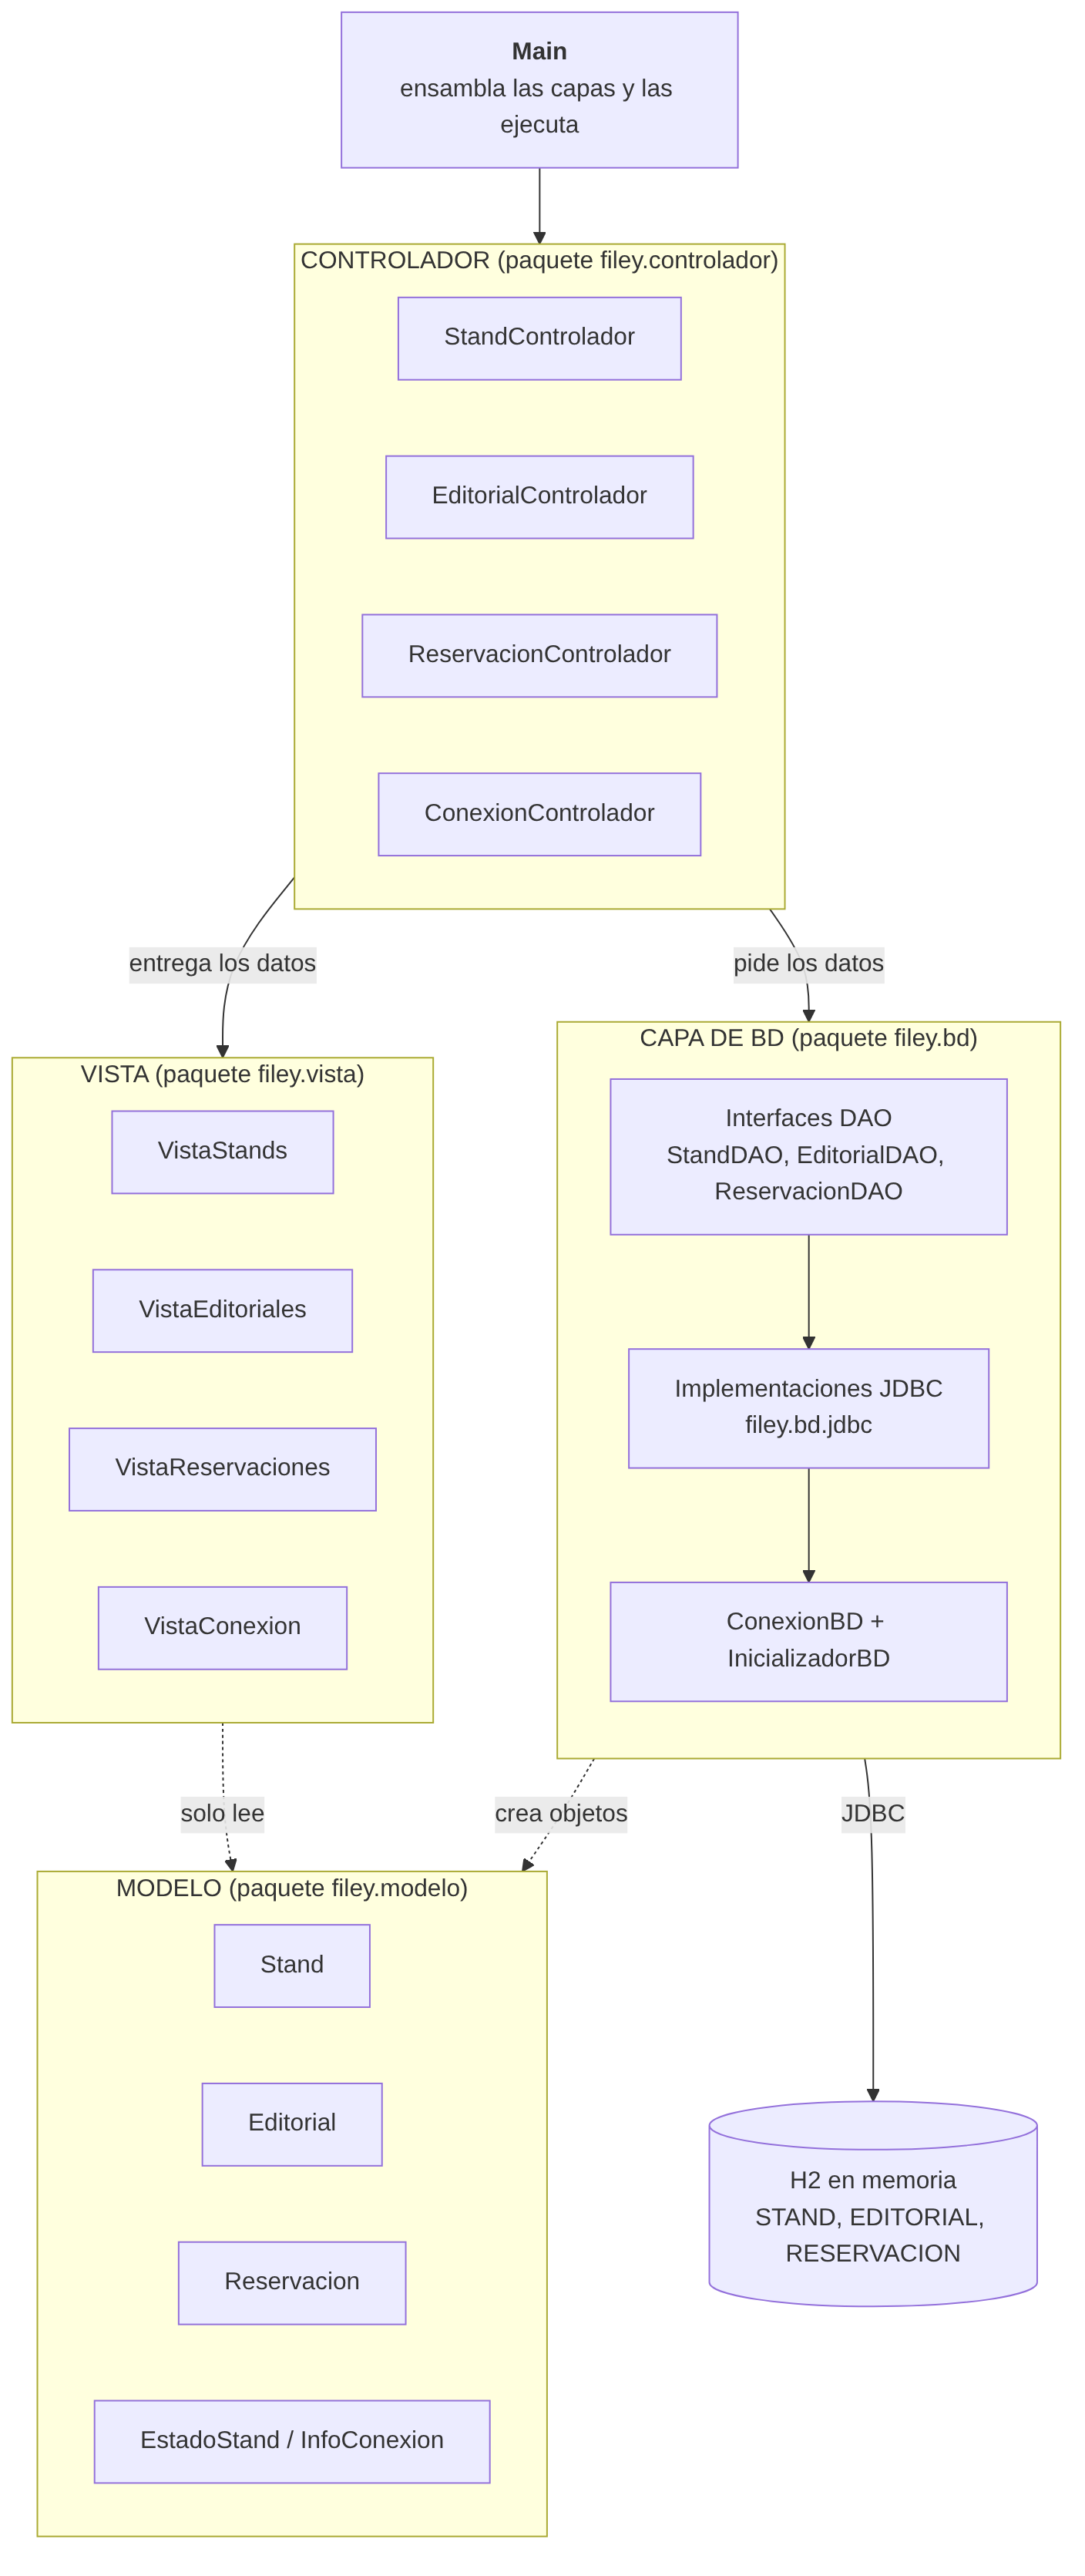 Main
ensambla las capas y las
ejecuta
CONTROLADOR (paquete filey.controlador)
StandControlador
EditorialControlador
ReservacionControlador
ConexionControlador
entrega los datos
pide los datos
VISTA (paquete filey.vista)
VistaStands
VistaEditoriales
VistaReservaciones
VistaConexion
CAPA DE BD (paquete filey.bd)
Interfaces DAO
StandDAO, EditorialDAO,
ReservacionDAO
Implementaciones JDBC
filey.bd.jdbc
ConexionBD +
InicializadorBD
solo lee
crea objetos
JDBC
MODELO (paquete filey.modelo)
Stand
Editorial
Reservacion
EstadoStand / InfoConexion
H2 en memoria
STAND, EDITORIAL,
RESERVACION